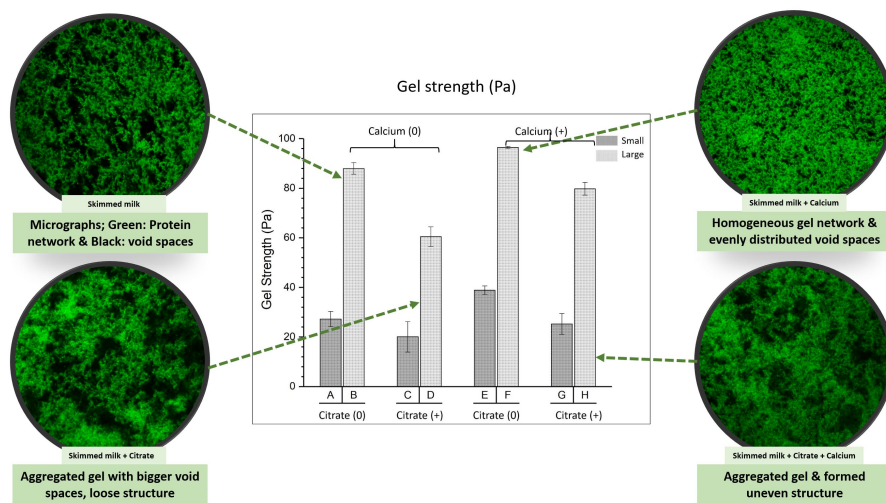 Gel strength (Pa)
Skimmed milk
Micrographs; Green: Protein
network & Black: void spaces
Skimmed milk + Citrate
Aggregated gel with bigger void
spaces, loose structure
Calcium (0)
Calcium (+)
Small
Large
Gel Strength (Pa)
100
80
60
40
20
0
A B C D E F G H
Citrate (0) Citrate (+) Citrate (0) Citrate (+)
Skimmed milk + Calcium
Homogeneous gel network &
evenly distributed void spaces
Skimmed milk + Citrate + Calcium
Aggregated gel & formed
uneven structure